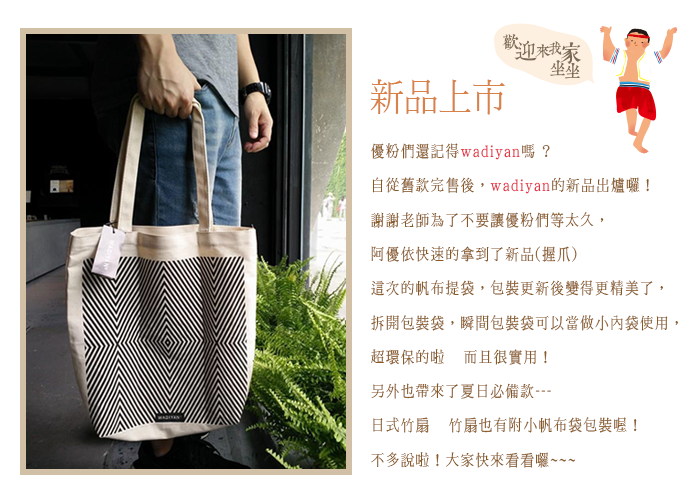 歡迎來我家
坐坐
新品上市
優粉們還記得wadiyan嗎？
自從舊款完售後，wadiyan的新品出爐囉！
謝謝老師為了不要讓優粉們等太久，
阿優依快速的拿到了新品(握爪)
這次的帆布提袋，包裝更新後變得更精美了，
拆開包裝袋，瞬間包裝袋可以當做小內袋使用，
超環保的啦　而且很實用！
另外也帶來了夏日必備款---
日式竹扇　竹扇也有附小帆布袋包裝喔！
不多說啦！大家快來看看囉~~~